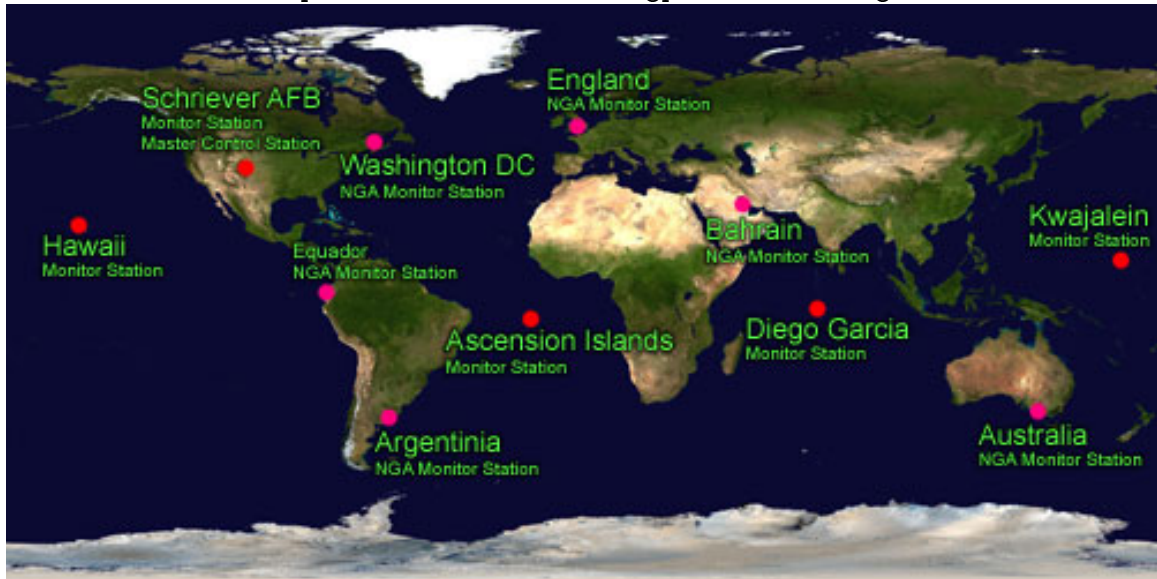 England
NGA Monitor Station
Schriever AFB
Monitor Station
Master Control Station
Washington DC
NGA Monitor Station
Kwajalein
Monitor Station
Bahrain
NGA Monitor Station
Hawaii
Monitor Station
Equador
NGA Monitor Station
Ascension Islands
Monitor Station
Diego Garcia
Monitor Station
Argentinia
NGA Monitor Station
Australia
NGA Monitor Station